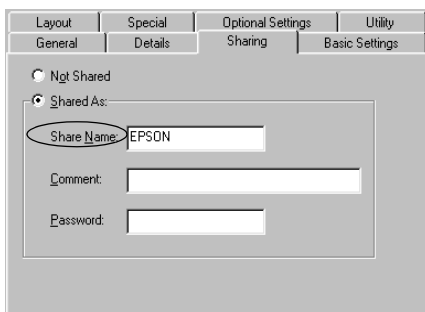 Layout Special Optional Settings Utility
General Details Sharing Basic Settings
Not Shared
Shared As:
Share Name: EPSON
Comment:
Password: